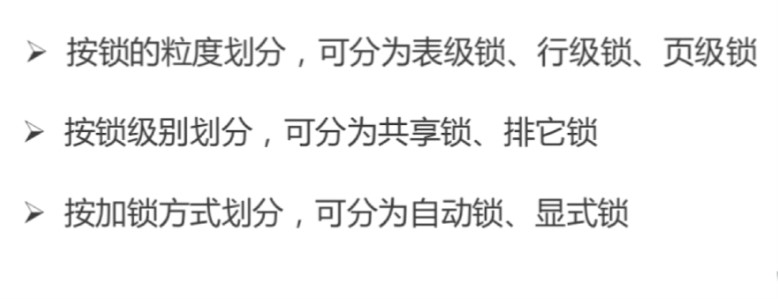 ➢ 按锁的粒度划分，可分为表级锁、行级锁、页级锁
➢ 按锁级别划分，可分为共享锁、排它锁
➢ 按加锁方式划分，可分为自动锁、显式锁